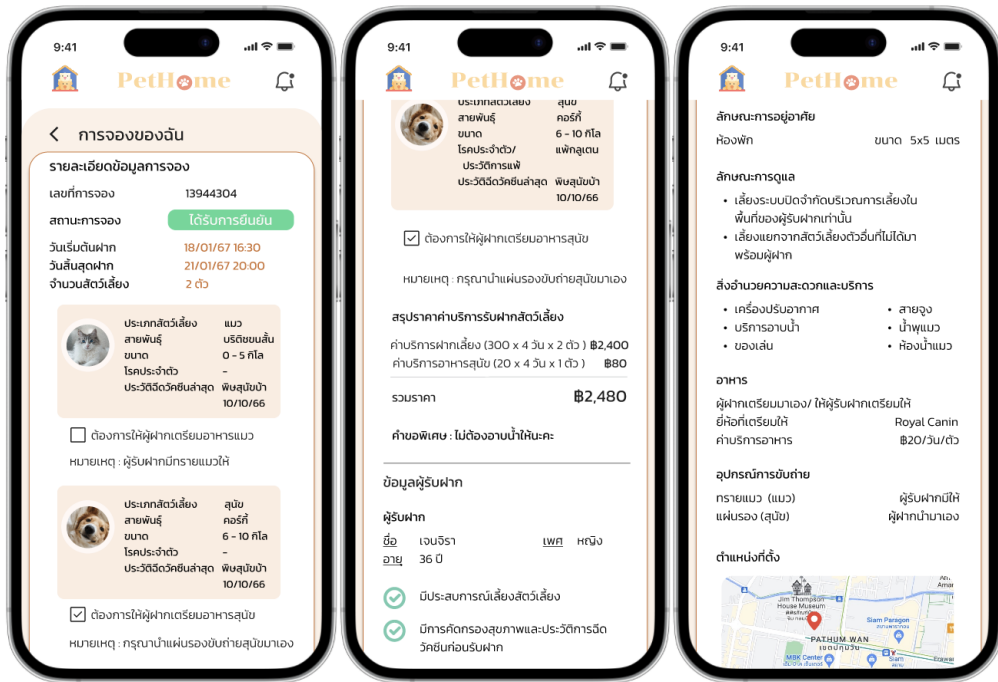 9:41
PetHome
การจองของฉัน
รายละเอียดข้อมูลการจอง
เลขที่การจอง 13944304
สถานะการจอง ได้รับการยืนยัน
วันเริ่มต้นฝาก 18/01/67 16:30
วันสิ้นสุดฝาก 21/01/67 20:00
จำนวนสัตว์เลี้ยง 2 ตัว
ประเภทสัตว์เลี้ยง แมว
สายพันธุ์ บริติชขนสั้น
ขนาด 0 - 5 กิโล
โรคประจำตัว -
ประวัติฉีดวัคซีนล่าสุด พิษสุนัขบ้า
10/10/66
ต้องการให้ผู้ฝากเตรียมอาหารแมว
หมายเหตุ : ผู้รับฝากมีทรายแมวให้
ประเภทสัตว์เลี้ยง สุนัข
สายพันธุ์ คอร์กี้
ขนาด 6 - 10 กิโล
โรคประจำตัว -
ประวัติฉีดวัคซีนล่าสุด พิษสุนัขบ้า
10/10/66
ต้องการให้ผู้ฝากเตรียมอาหารสุนัข
หมายเหตุ : กรุณานำแผ่นรองขับถ่ายสุนัขมาเอง
9:41
PetHome
ประเภทสัตว์เลี้ยง สุนัข
สายพันธุ์ คอร์กี้
ขนาด 6 - 10 กิโล
โรคประจำตัว/ แพ้กลูเตน
ประวัติการแพ้
ประวัติฉีดวัคซีนล่าสุด พิษสุนัขบ้า
10/10/66
ต้องการให้ผู้ฝากเตรียมอาหารสุนัข
หมายเหตุ : กรุณานำแผ่นรองขับถ่ายสุนัขมาเอง
สรุปราคาค่าบริการรับฝากสัตว์เลี้ยง
ค่าบริการฝากเลี้ยง (300 x 4 วัน x 2 ตัว ) ฿2,400
ค่าบริการอาหารสุนัข (20 x 4 วัน x 1 ตัว ) ฿80
รวมราคา ฿2,480
คำขอพิเศษ : ไม่ต้องอาบน้ำให้นะคะ
ข้อมูลผู้รับฝาก
ผู้รับฝาก
ชื่อ เจนจิรา เพศ หญิง
อายุ 36 ปี
มีประสบการณ์เลี้ยงสัตว์เลี้ยง
มีการคัดกรองสุขภาพและประวัติการฉีด
วัคซีนก่อนรับฝาก
9:41
PetHome
ลักษณะการอยู่อาศัย
ห้องพัก ขนาด 5x5 เมตร
ลักษณะการดูแล
• เลี้ยงระบบปิดจำกัดบริเวณการเลี้ยงใน
พื้นที่ของผู้รับฝากเท่านั้น
• เลี้ยงแยกจากสัตว์เลี้ยงตัวอื่นที่ไม่ได้มา
พร้อมผู้ฝาก
สิ่งอำนวยความสะดวกและบริการ
• เครื่องปรับอากาศ • สายจูง
• บริการอาบน้ำ • น้ำพุแมว
• ของเล่น • ห้องน้ำแมว
อาหาร
ผู้ฝากเตรียมมาเอง/ ให้ผู้รับฝากเตรียมให้
ยี่ห้อที่เตรียมให้ Royal Canin
ค่าบริการอาหาร ฿20/วัน/ตัว
อุปกรณ์การขับถ่าย
ทรายแมว (แมว) ผู้รับฝากมีให้
แผ่นรอง (สุนัข) ผู้ฝากนำมาเอง
ตำแหน่งที่ตั้ง
Amar
Jim Thompson
House Museum
Siam Paragon
สยามพารากอน
PATHUM WAN
เขตปทุมวัน
MBK Center
Siam